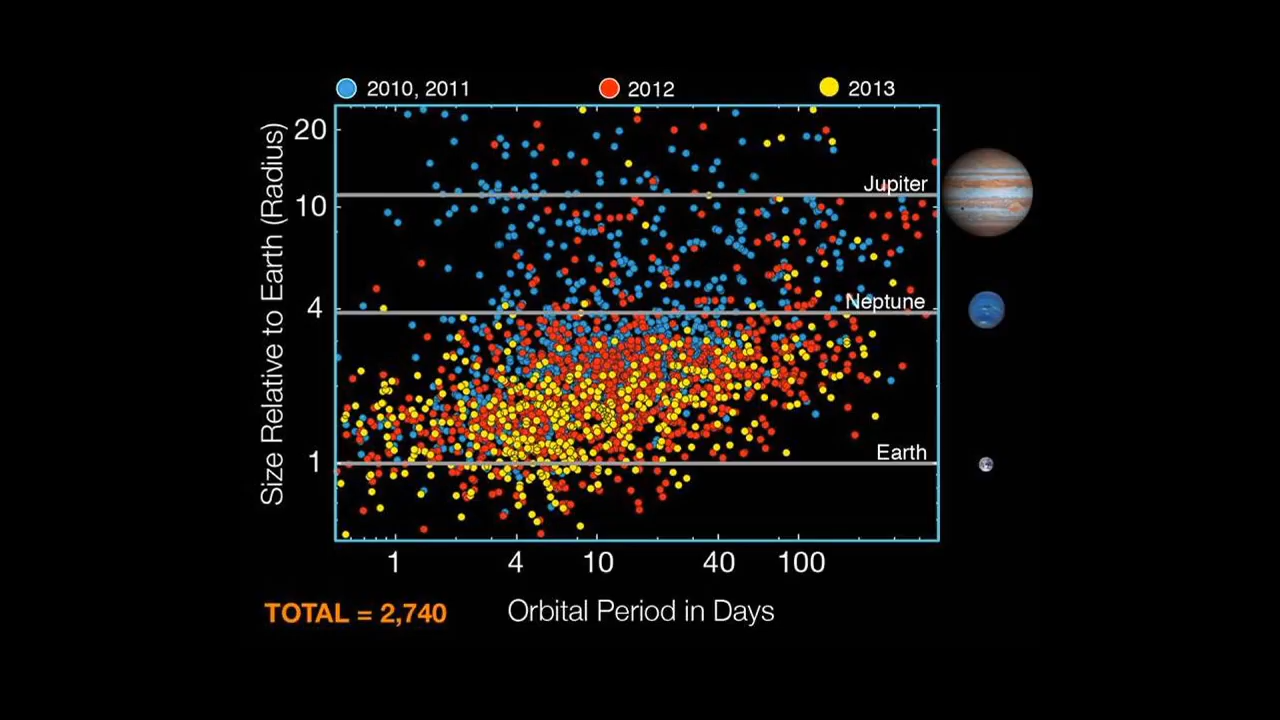 2010, 2011
2012
2013
Size Relative to Earth (Radius)
20
10
4
1
Jupiter
Neptune
Earth
1
4
10
40
100
Orbital Period in Days
TOTAL = 2,740